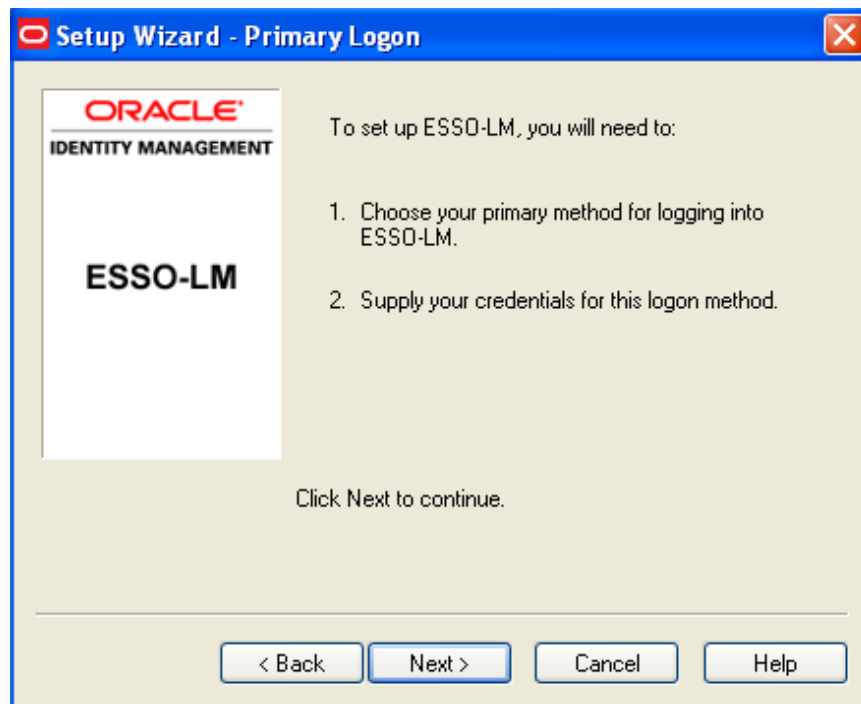 Setup Wizard - Primary Logon
ORACLE
IDENTITY MANAGEMENT
ESSO-LM
To set up ESSO-LM, you will need to:
1. Choose your primary method for logging into
ESSO-LM.
2. Supply your credentials for this logon method.
Click Next to continue.
< Back
Next >
Cancel
Help